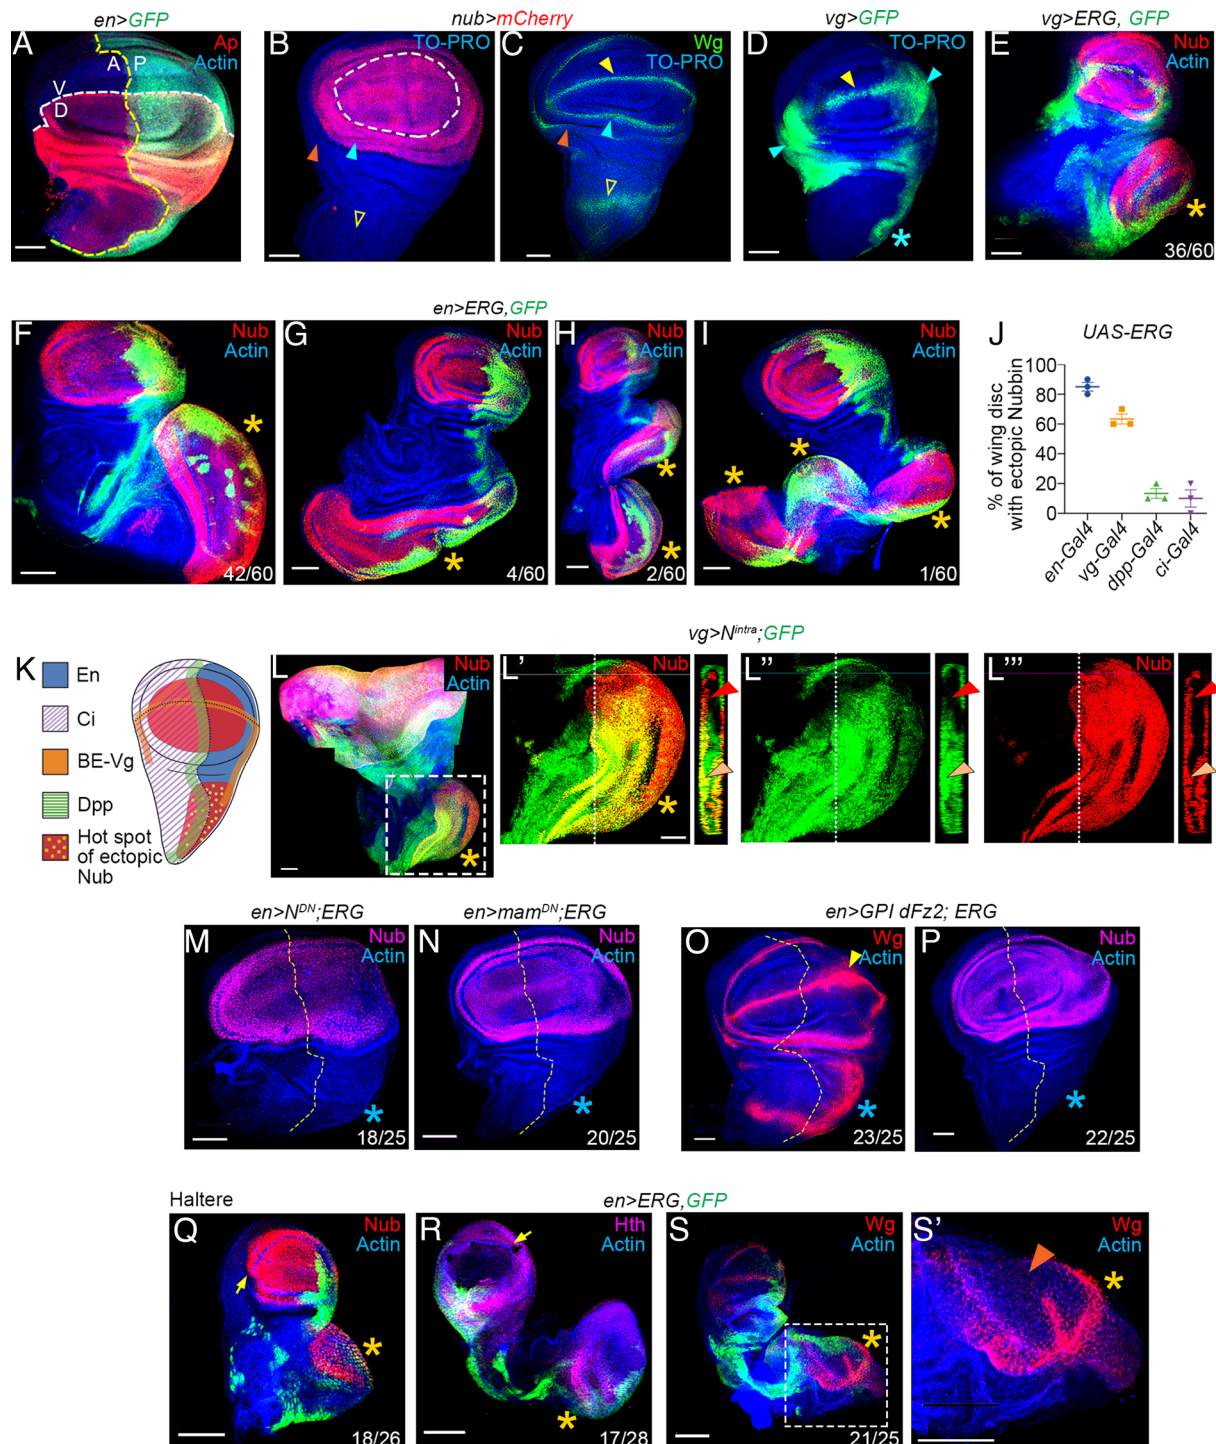 en>GFP
nub>mCherry
vg>GFP
vg>ERG, GFP
A
Ap
Actin
A
P
V
D
B
TO-PRO
C
Wg
TO-PRO
D
TO-PRO
E
Nub
Actin
36/60
en>ERG,GFP
F
Nub
Actin
42/60
G
Nub
Actin
4/60
H
Nub
Actin
2/60
I
Nub
Actin
1/60
J
UAS-ERG
% of wing disc
with ectopic Nubbin
100
80
60
40
20
0
en-Gal4
vg-Gal4
dpp-Gal4
ci-Gal4
K
En
Ci
BE-Vg
Dpp
Hot spot
of ectopic
Nub
vg>Nintra;GFP
L
Nub
Actin
L'
Nub
L''
L'''
Nub
en>NDN;ERG
en>mamDN;ERG
en>GPI dFz2; ERG
M
Nub
Actin
18/25
N
Nub
Actin
20/25
O
Wg
Actin
23/25
P
Nub
Actin
22/25
Haltere
en>ERG,GFP
Q
Nub
Actin
18/26
R
Hth
Actin
17/28
S
Wg
Actin
21/25
S'
Wg
Actin